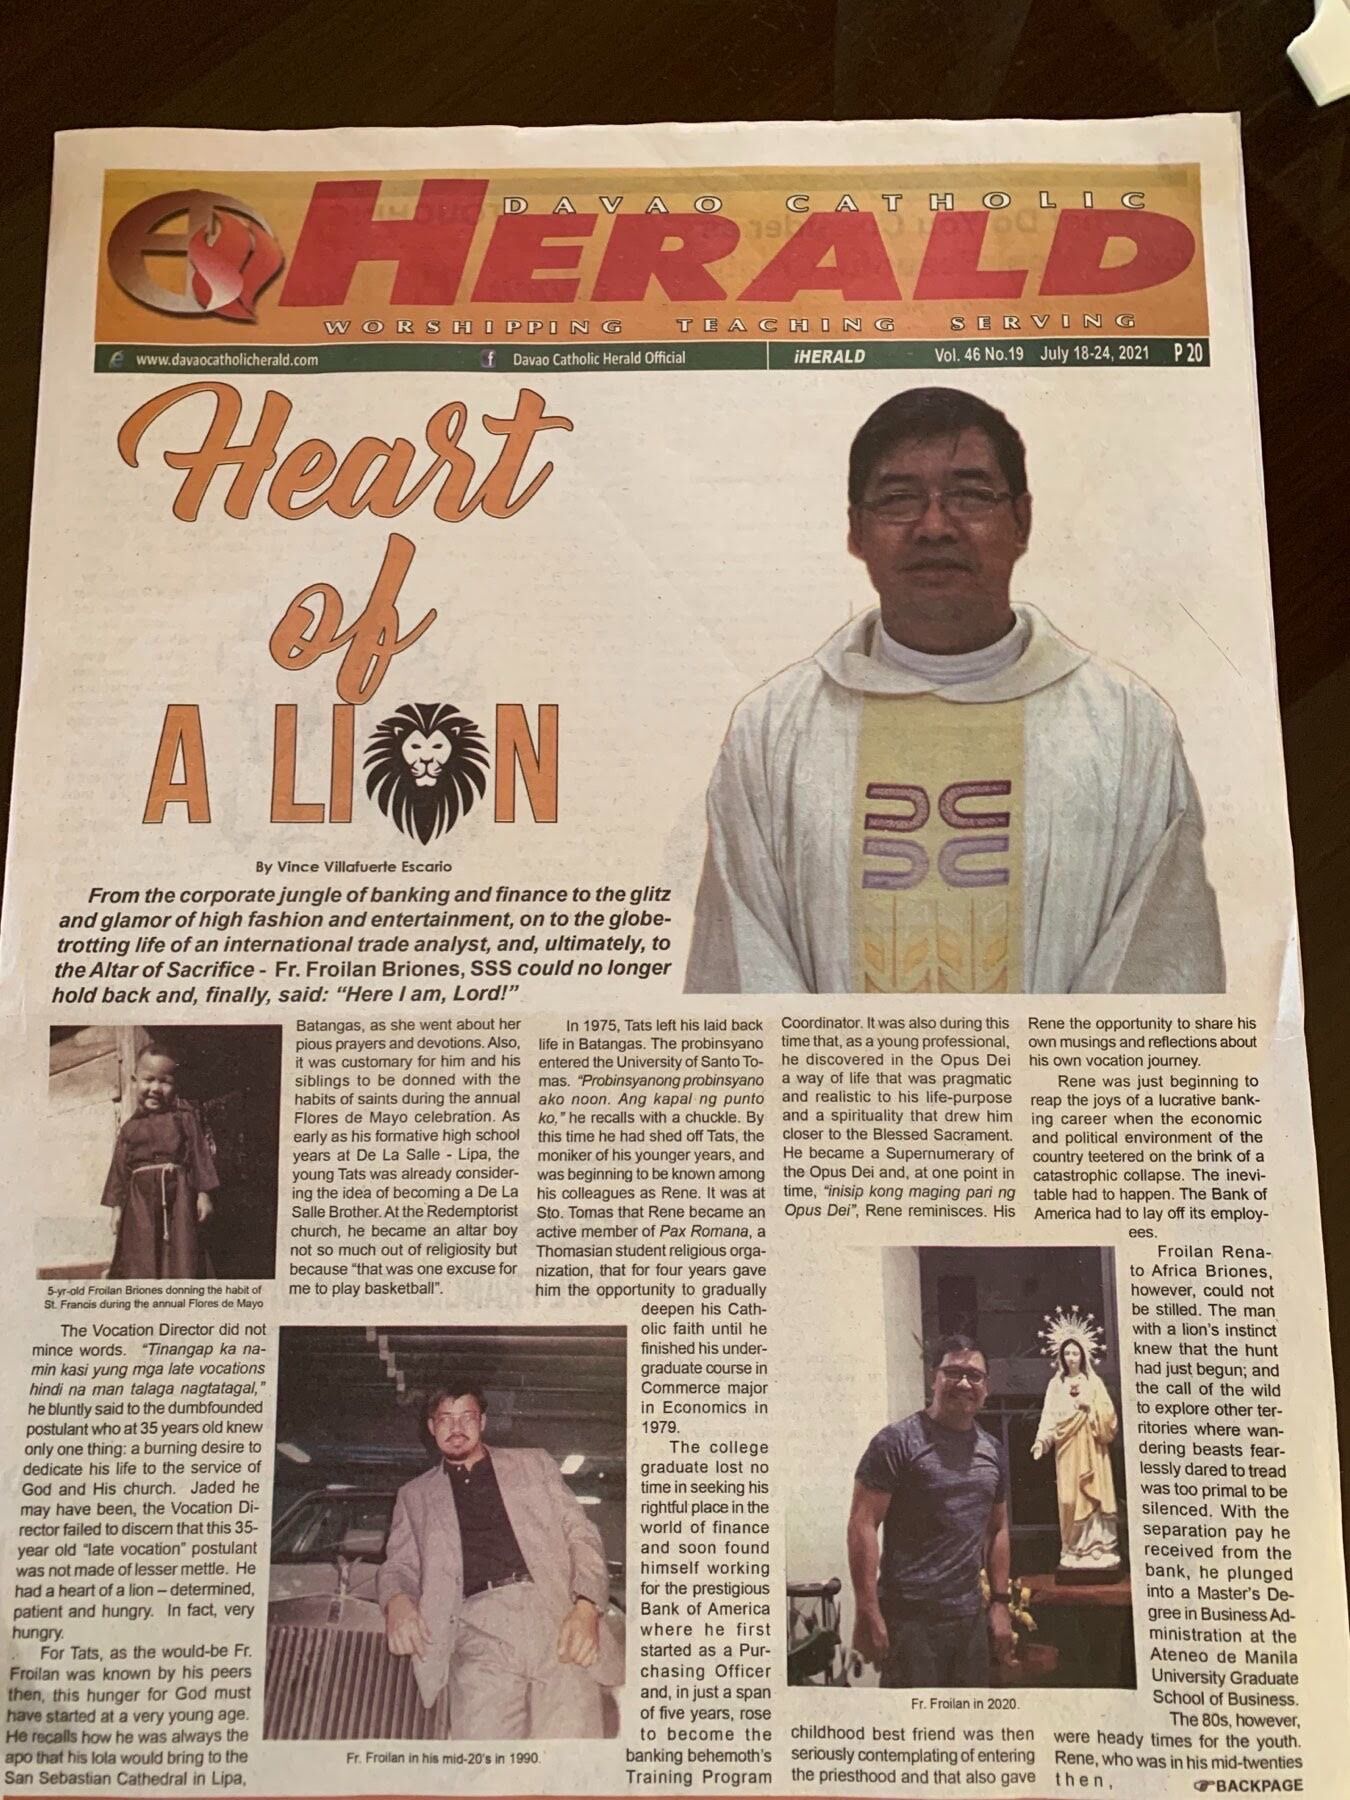 DAVAO CATHOLIC
HERALD
WORSHIPPING TEACHING SERVING
www.davaocatholicherald.com
Davao Catholic Herald Official
iHERALD
Vol. 46 No.19 July 18-24, 2021 P 20
Heart
of
A LION
By Vince Villafuerte Escario
From the corporate jungle of banking and finance to the glitz
and glamor of high fashion and entertainment, on to the globe-
trotting life of an international trade analyst, and, ultimately, to
the Altar of Sacrifice - Fr. Froilan Briones, SSS could no longer
hold back and, finally, said: “Here I am, Lord!”
5-yr-old Froilan Briones donning the habit of
St. Francis during the annual Flores de Mayo
The Vocation Director did not
mince words. “Tinangap ka na-
min kasi yung mga late vocations
hindi na man talaga nagtatagal,”
he bluntly said to the dumbfounded
postulant who at 35 years old knew
only one thing: a burning desire to
dedicate his life to the service of
God and His church. Jaded he
may have been, the Vocation Di-
rector failed to discern that this 35-
year old “late vocation” postulant
was not made of lesser mettle. He
had a heart of a lion – determined,
patient and hungry. In fact, very
hungry.
For Tats, as the would-be Fr.
Froilan was known by his peers
then, this hunger for God must
have started at a very young age.
He recalls how he was always the
apo that his lola would bring to the
San Sebastian Cathedral in Lipa,
Batangas, as she went about her
pious prayers and devotions. Also,
it was customary for him and his
siblings to be donned with the
habits of saints during the annual
Flores de Mayo celebration. As
early as his formative high school
years at De La Salle - Lipa, the
young Tats was already consider-
ing the idea of becoming a De La
Salle Brother. At the Redemptorist
church, he became an altar boy
not so much out of religiosity but
because “that was one excuse for
me to play basketball”.
Fr. Froilan in his mid-20's in 1990.
In 1975, Tats left his laid back
life in Batangas. The probinsyano
entered the University of Santo To-
mas. “Probinsyanong probinsyano
ako noon. Ang kapal ng punto
ko,” he recalls with a chuckle. By
this time he had shed off Tats, the
moniker of his younger years, and
was beginning to be known among
his colleagues as Rene. It was at
Sto. Tomas that Rene became an
active member of Pax Romana, a
Thomasian student religious orga-
nization, that for four years gave
him the opportunity to gradually
deepen his Cath-
olic faith until he
finished his under-
graduate course in
Commerce major
in Economics in
1979.
The college
graduate lost no
time in seeking his
rightful place in the
world of finance
and soon found
himself working
for the prestigious
Bank of America
where he first
started as a Pur-
chasing Officer
and, in just a span
of five years, rose
to become the
banking behemoth's
Training Program
Coordinator. It was also during this
time that, as a young professional,
he discovered in the Opus Dei
a way of life that was pragmatic
and realistic to his life-purpose
and a spirituality that drew him
closer to the Blessed Sacrament.
He became a Supernumerary of
the Opus Dei and, at one point in
time, “inisip kong maging pari ng
Opus Dei”, Rene reminisces. His
Fr. Froilan in 2020.
childhood best friend was then
seriously contemplating of entering
the priesthood and that also gave
Rene the opportunity to share his
own musings and reflections about
his own vocation journey.
Rene was just beginning to
reap the joys of a lucrative bank-
ing career when the economic
and political environment of the
country teetered on the brink of a
catastrophic collapse. The inevi-
table had to happen. The Bank of
America had to lay off its employ-
ees.
Froilan Rena-
to Africa Briones,
however, could not
be stilled. The man
with a lion's instinct
knew that the hunt
had just begun; and
the call of the wild
to explore other ter-
ritories where wan-
dering beasts fear-
lessly dared to tread
was too primal to be
silenced. With the
separation pay he
received from the
bank, he plunged
into a Master's De-
gree in Business Ad-
ministration at the
Ateneo de Manila
University Graduate
School of Business.
The 80s, however,
were heady times for the youth.
Rene, who was in his mid-twenties
then,
BACKPAGE